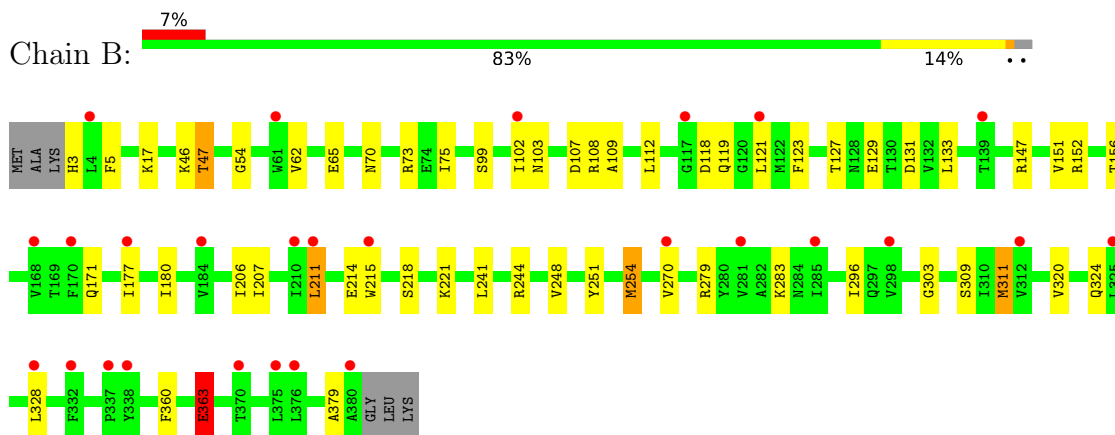 7%
Chain B:
83% 14% • •
MET ALA LYS H3 L4 F5 K17 K46 T47 G54 W61 V62 E65 N70 R73 E74 I75 S99 I102 N103 D107 R108 A109 L112 G117 D118 Q119 G120 L121 M122 F123 T127 N128 E129 T130 D131 V132 L133 T139 R147 V151 R152 T156
V168 T169 F170 Q171 I177 I180 V184 I206 I207 I210 L211 E214 W215 S218 K221 L241 R244 V248 Y251 M254 V270 R279 Y280 V281 A282 K283 N284 I285 I296 Q297 V298 G303 S309 I310 M311 V312 V320 Q324 L325
L328 F332 P337 Y338 F360 E363 T370 L375 L376 A379 A380 GLY LEU LYS